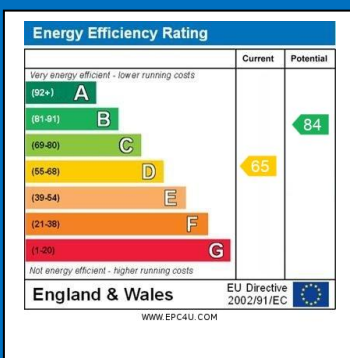 Energy Efficiency Rating
Current Potential
Very energy efficient - lower running costs
(92+) A
(81-91) B
84
(69-80) C
(55-68) D
65
(39-54) E
(21-38) F
(1-20) G
Not energy efficient - higher running costs
England & Wales
EU Directive
2002/91/EC
WWW.EPC4U.COM